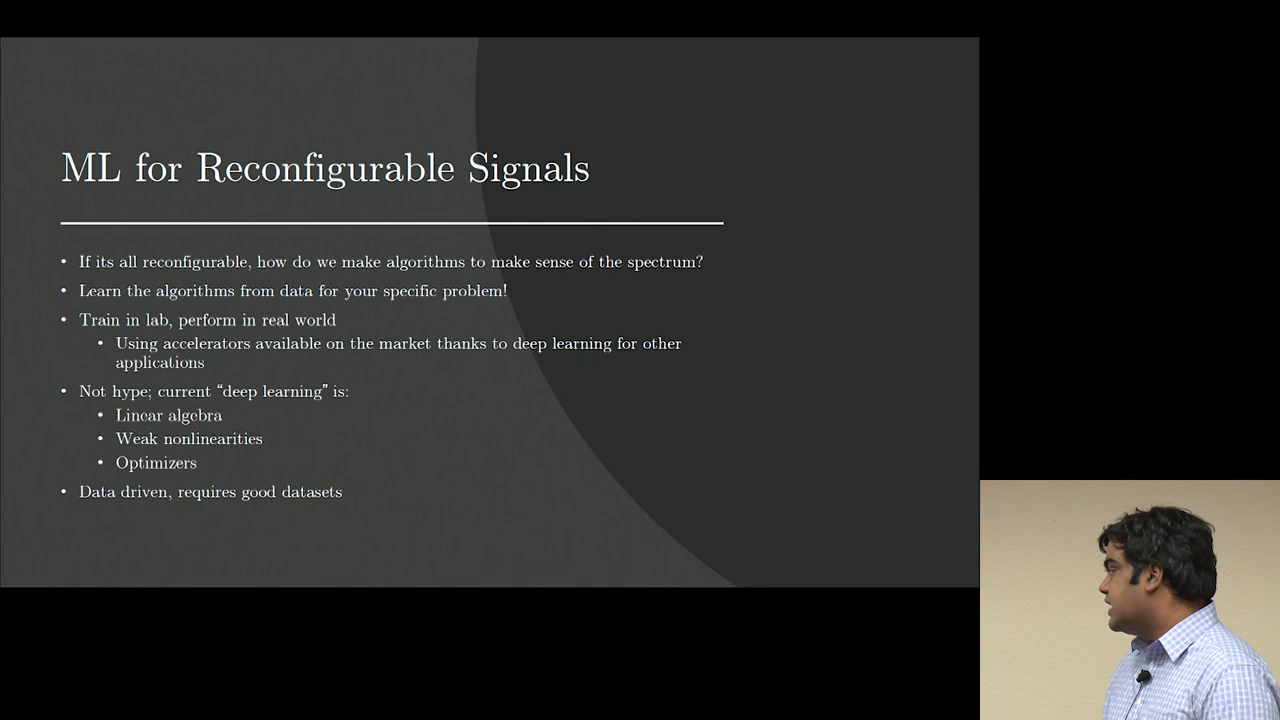 ML for Reconfigurable Signals
• If its all reconfigurable, how do we make algorithms to make sense of the spectrum?
• Learn the algorithms from data for your specific problem!
• Train in lab, perform in real world
• Using accelerators available on the market thanks to deep learning for other
applications
• Not hype; current “deep learning” is:
• Linear algebra
• Weak nonlinearities
• Optimizers
• Data driven, requires good datasets